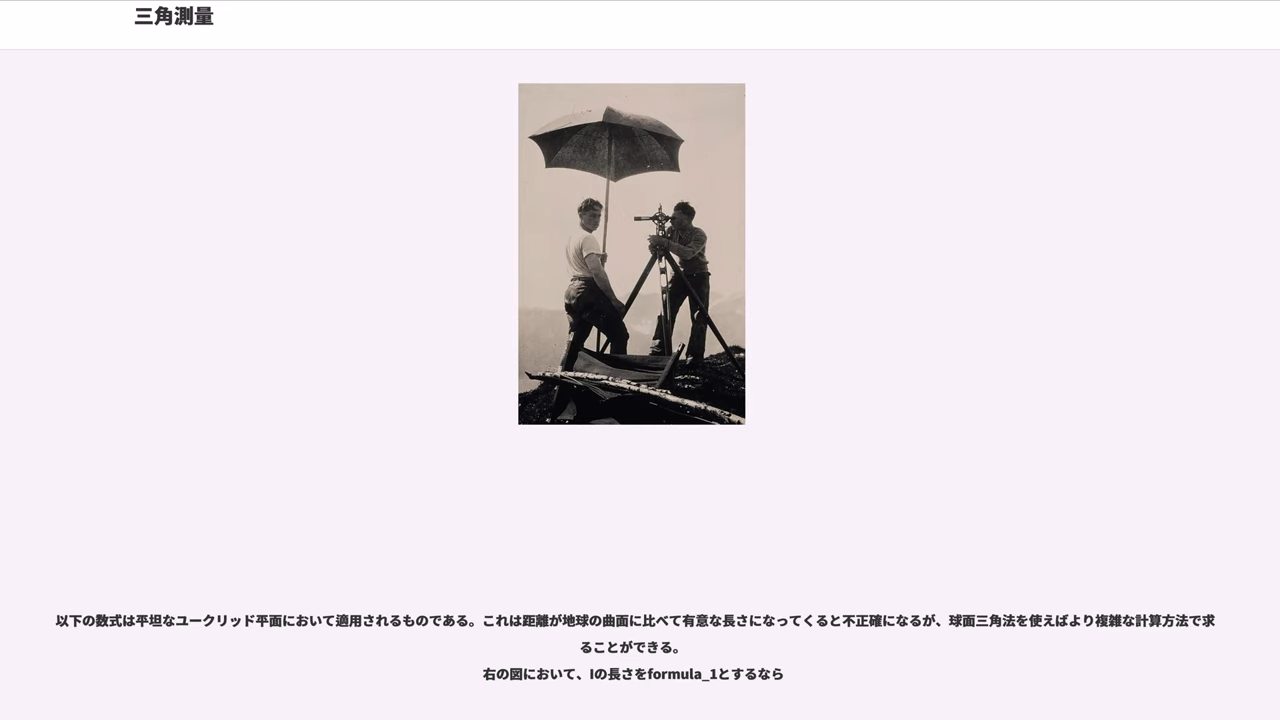 三角測量
以下の数式は平坦なユークリッド平面において適用されるものである。これは距離が地球の曲面に比べて有意な長さになってくると不正確になるが、球面三角法を使えばより複雑な計算方法で求
ることができる。
右の図において、lの長さをformula_1とするなら